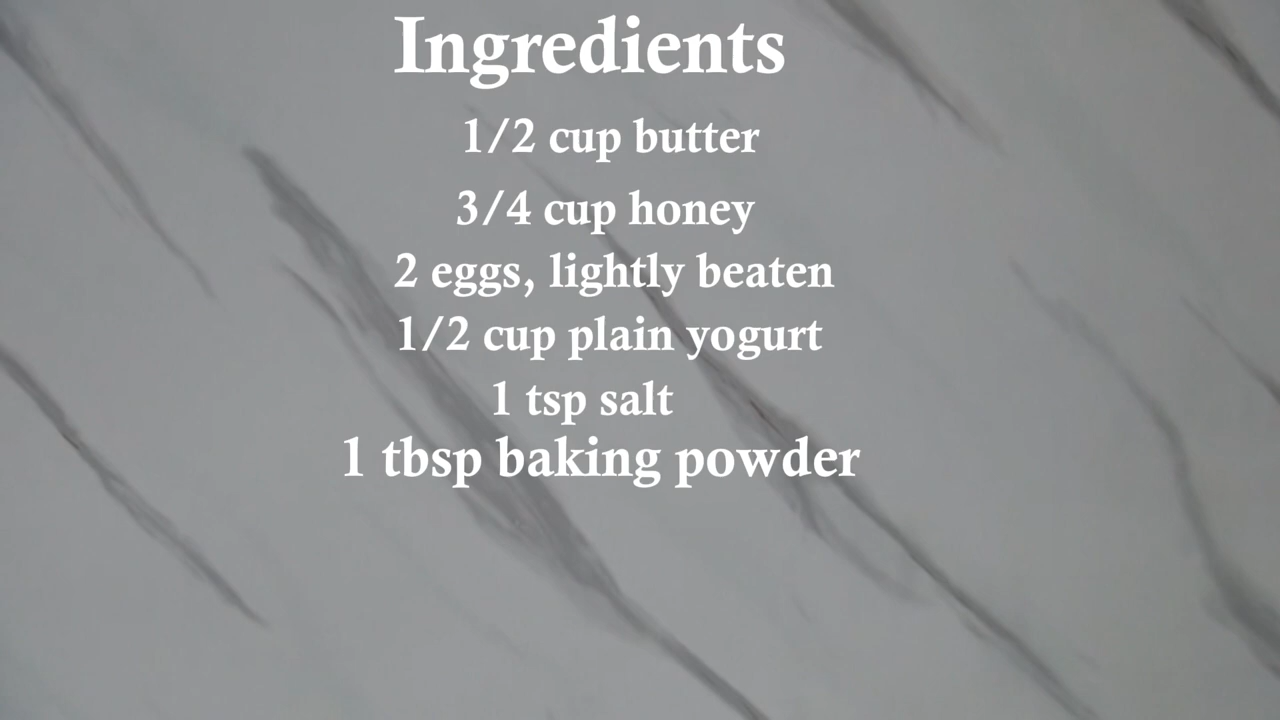 Ingredients
1/2 cup butter
3/4 cup honey
2 eggs, lightly beaten
1/2 cup plain yogurt
1 tsp salt
1 tbsp baking powder